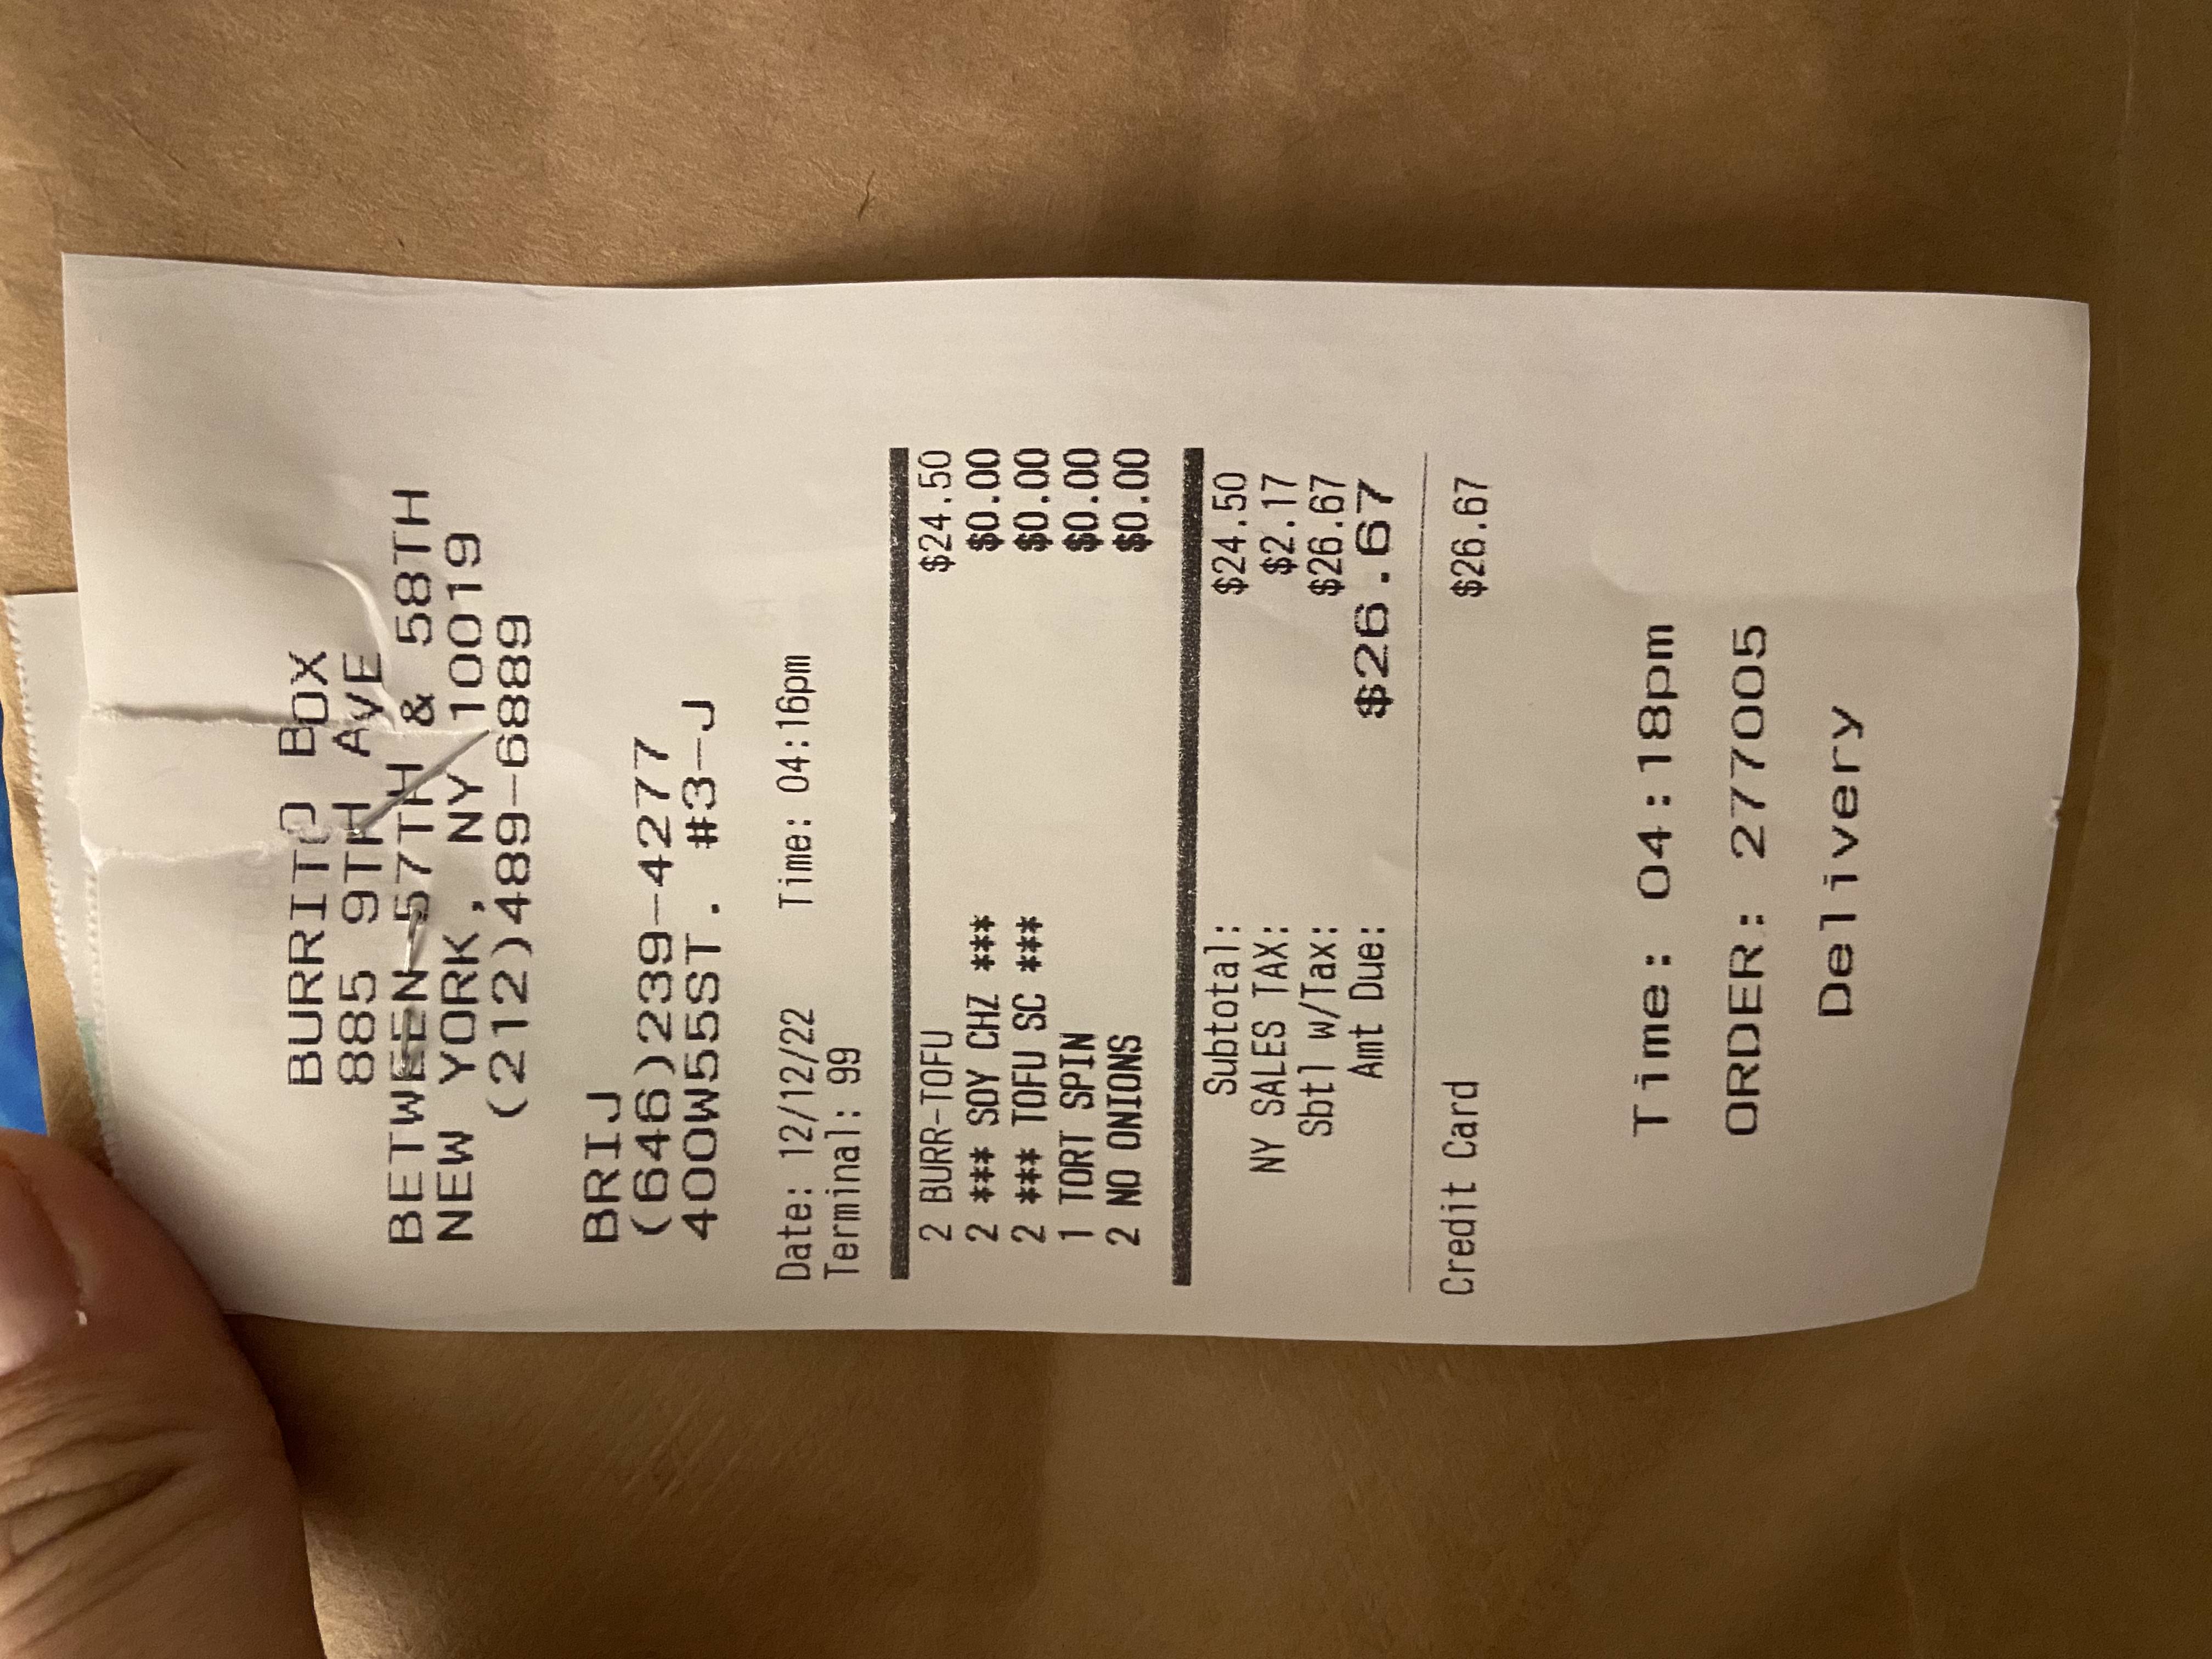 BURRITO BOX
885 9TH AVE
BETWEEN 57TH & 58TH
NEW YORK, NY 10019
(212)489-6889
BRIJ
(646)239-4277
400W55ST. #3-J
Date: 12/12/22 Time: 04:16pm
Terminal: 99
2 BURR-TOFU $24.50
2 *** SOY CHZ *** $0.00
2 *** TOFU SC *** $0.00
1 TORT SPIN $0.00
2 NO ONIONS $0.00
Subtotal: $24.50
NY SALES TAX: $2.17
Sbtl w/Tax: $26.67
Amt Due: $26.67
Credit Card $26.67
Time: 04:18pm
ORDER: 277005
Delivery